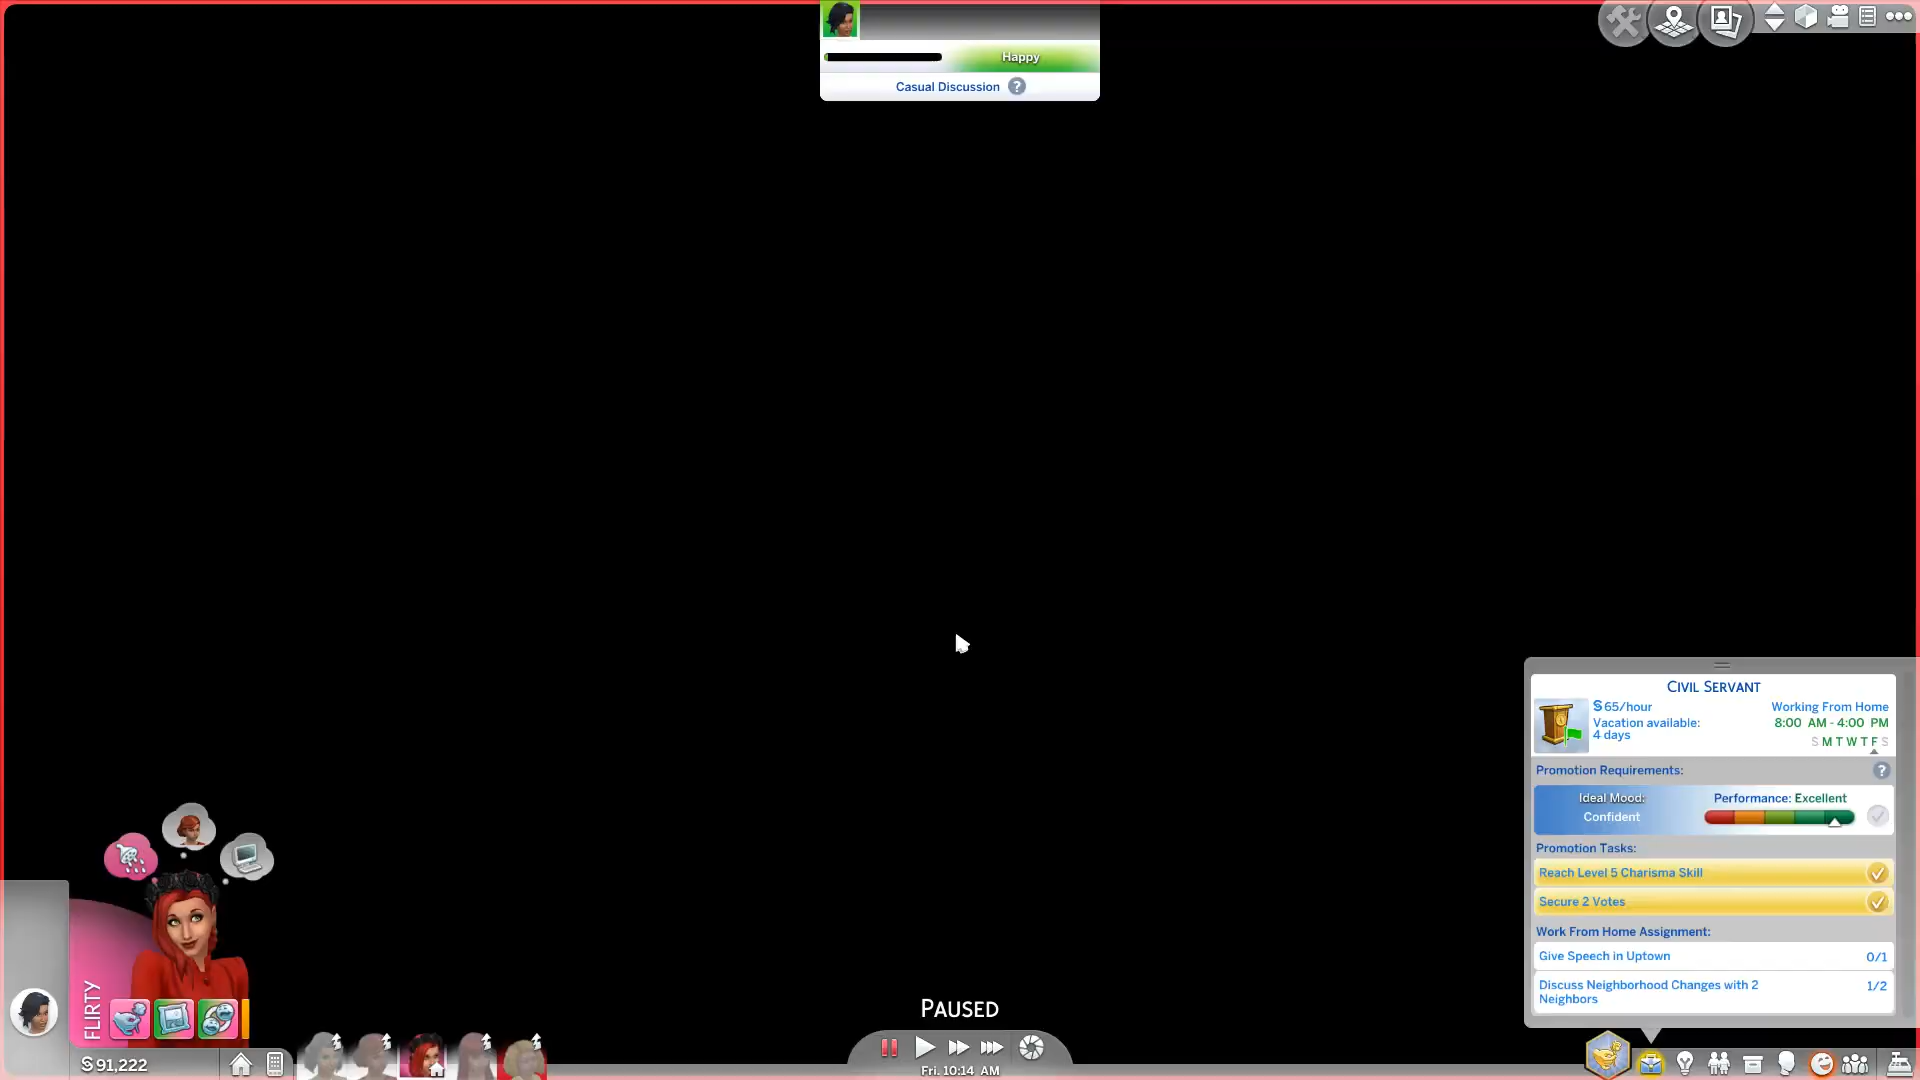 Happy
Casual Discussion ?
CIVIL SERVANT
§65/hour
Working From Home
Vacation available:
4 days
8:00 AM - 4:00 PM
S M T W T F S
Promotion Requirements: ?
Ideal Mood:
Confident
Performance: Excellent
Promotion Tasks:
Reach Level 5 Charisma Skill
Secure 2 Votes
Work From Home Assignment:
Give Speech in Uptown 0/1
Discuss Neighborhood Changes with 2 Neighbors 1/2
FLIRTY
PAUSED
§91,222
Fri. 10:14 AM